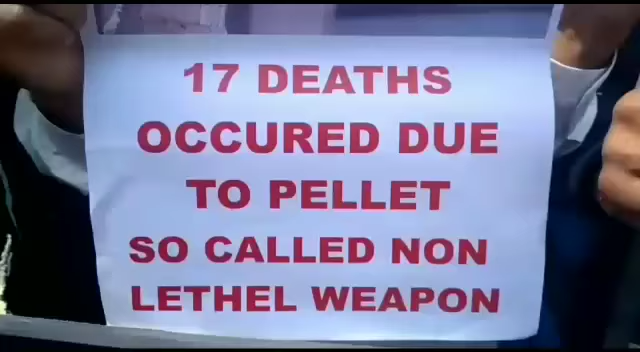 17 DEATHS
OCCURED DUE
TO PELLET
SO CALLED NON
LETHEL WEAPON